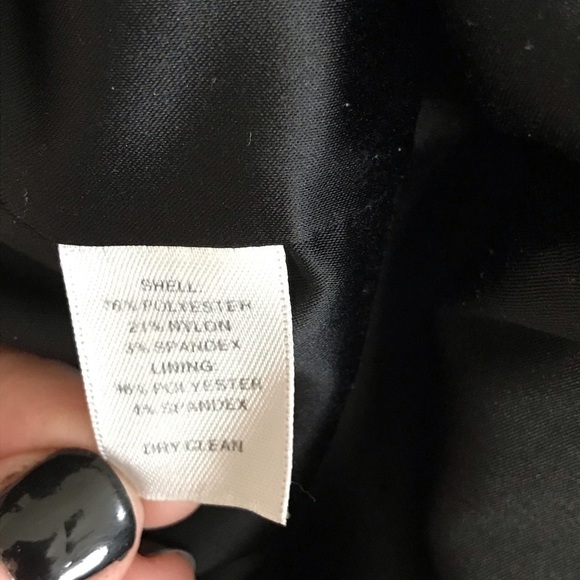 SHELL:
76% POLYESTER
21% NYLON
3% SPANDEX
LINING:
96% POLYESTER
4% SPANDEX
DRY CLEAN